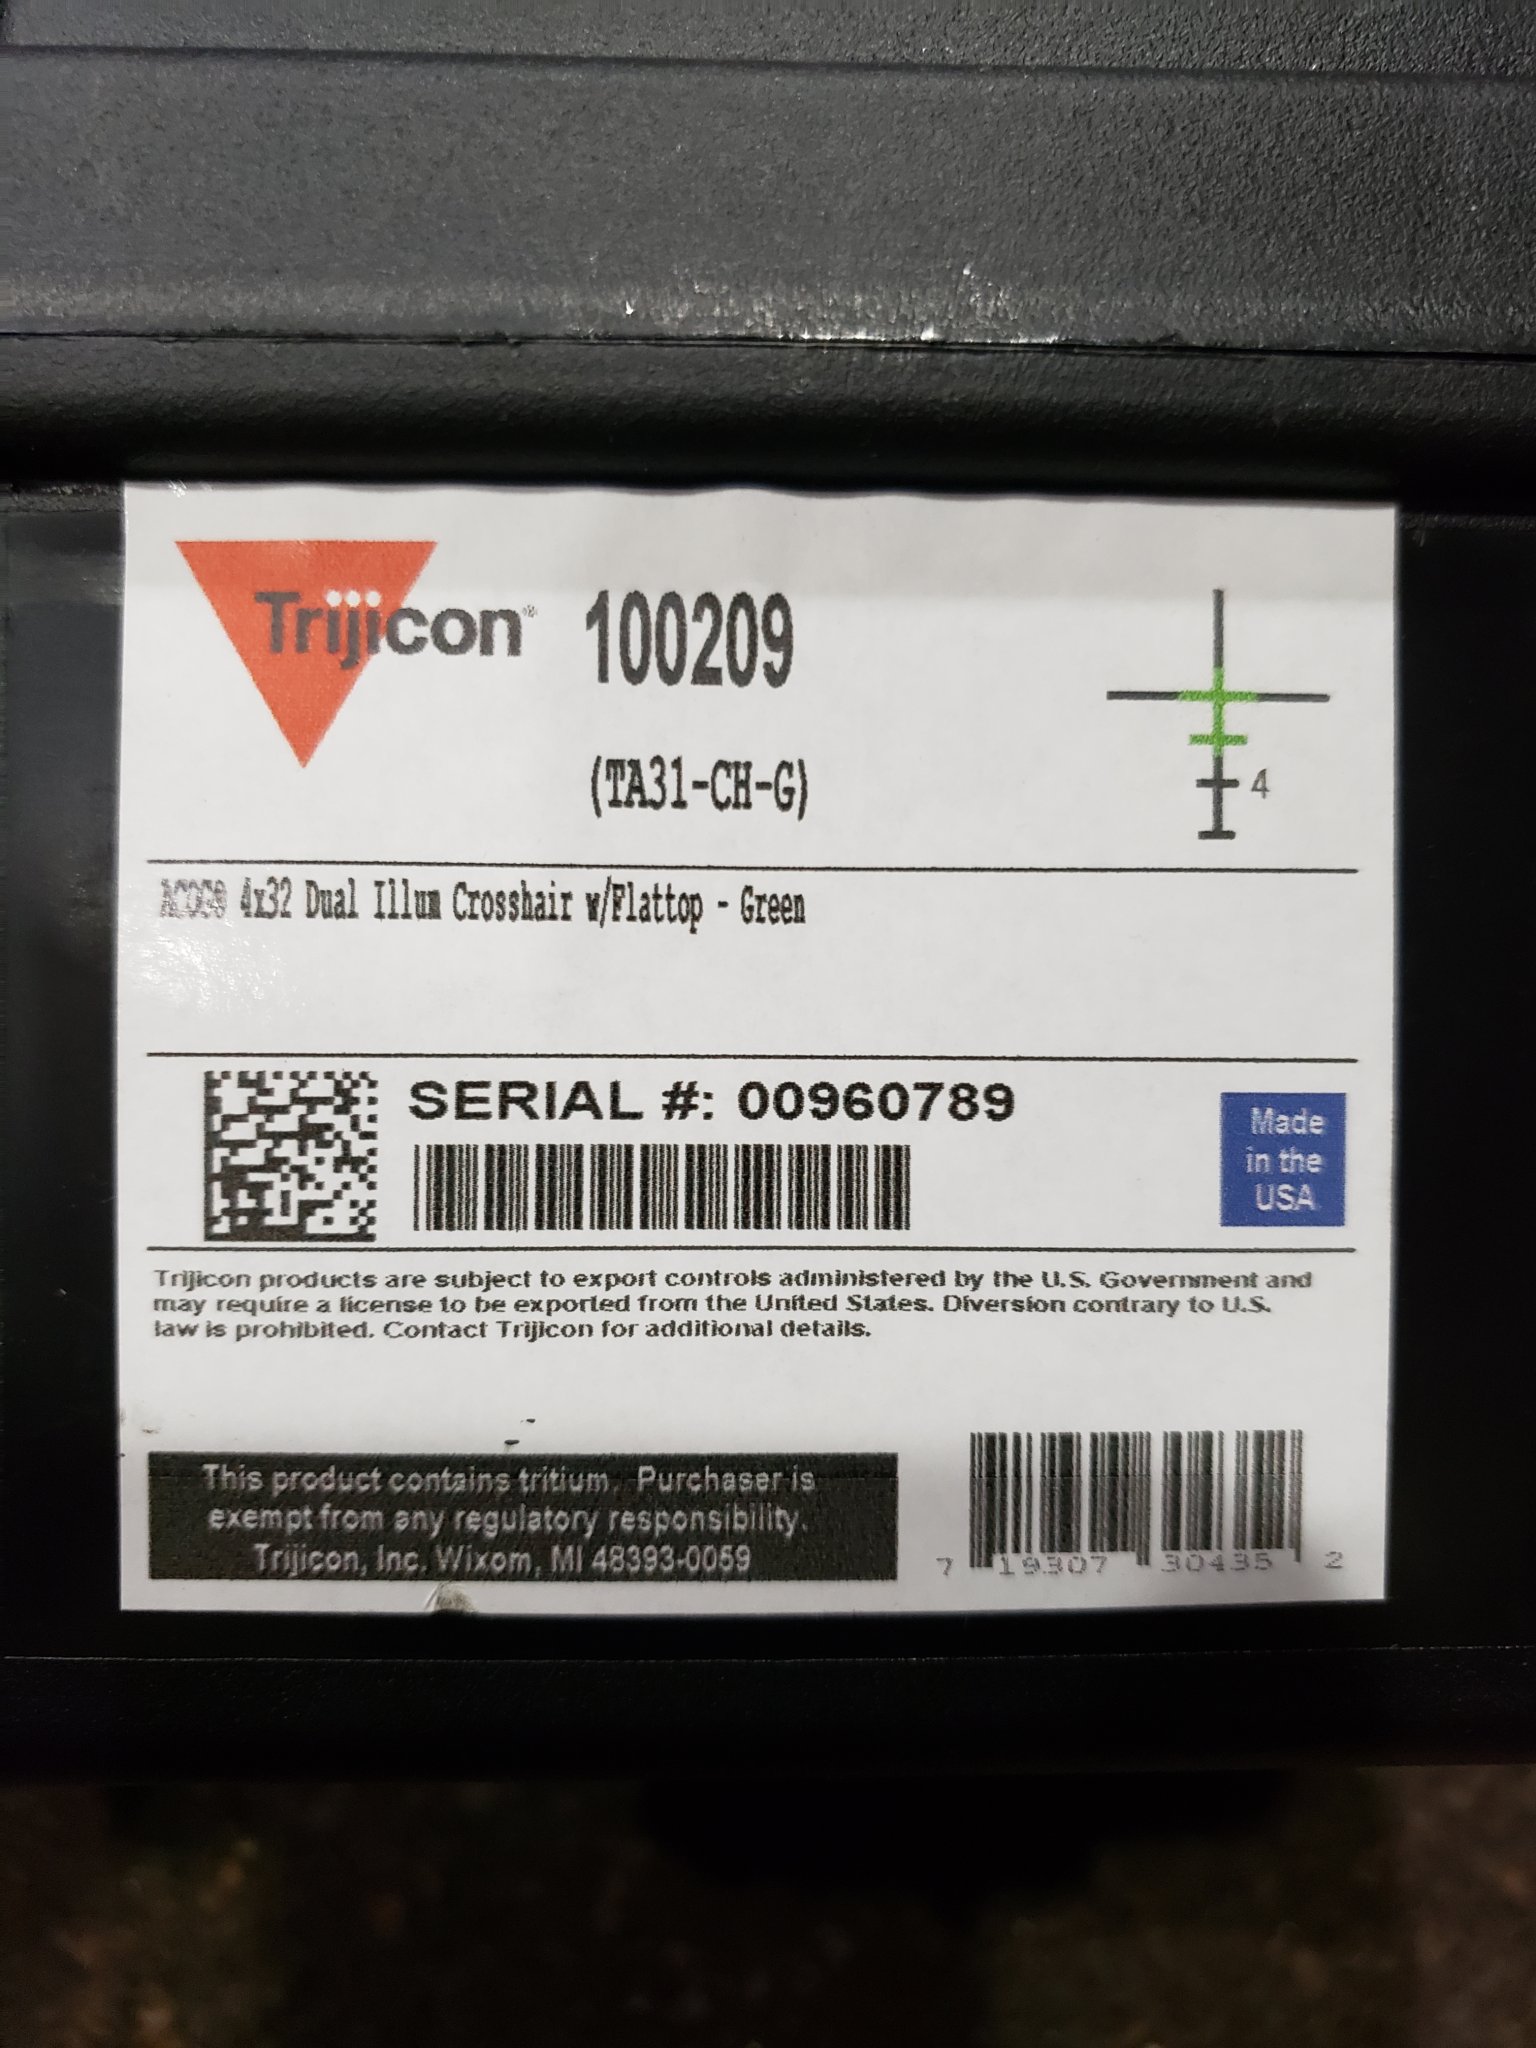 Trijicon®
100209
(TA31-CH-G)
4
ACOG® 4x32 Dual Illum Crosshair w/Flattop - Green
SERIAL #: 00960789
Made
in the
USA
Trijicon products are subject to export controls administered by the U.S. Government and
may require a license to be exported from the United States. Diversion contrary to U.S.
law is prohibited. Contact Trijicon for additional details.
This product contains tritium. Purchaser is
exempt from any regulatory responsibility.
Trijicon, Inc. Wixom, MI 48393-0059
7 19307 30435 2